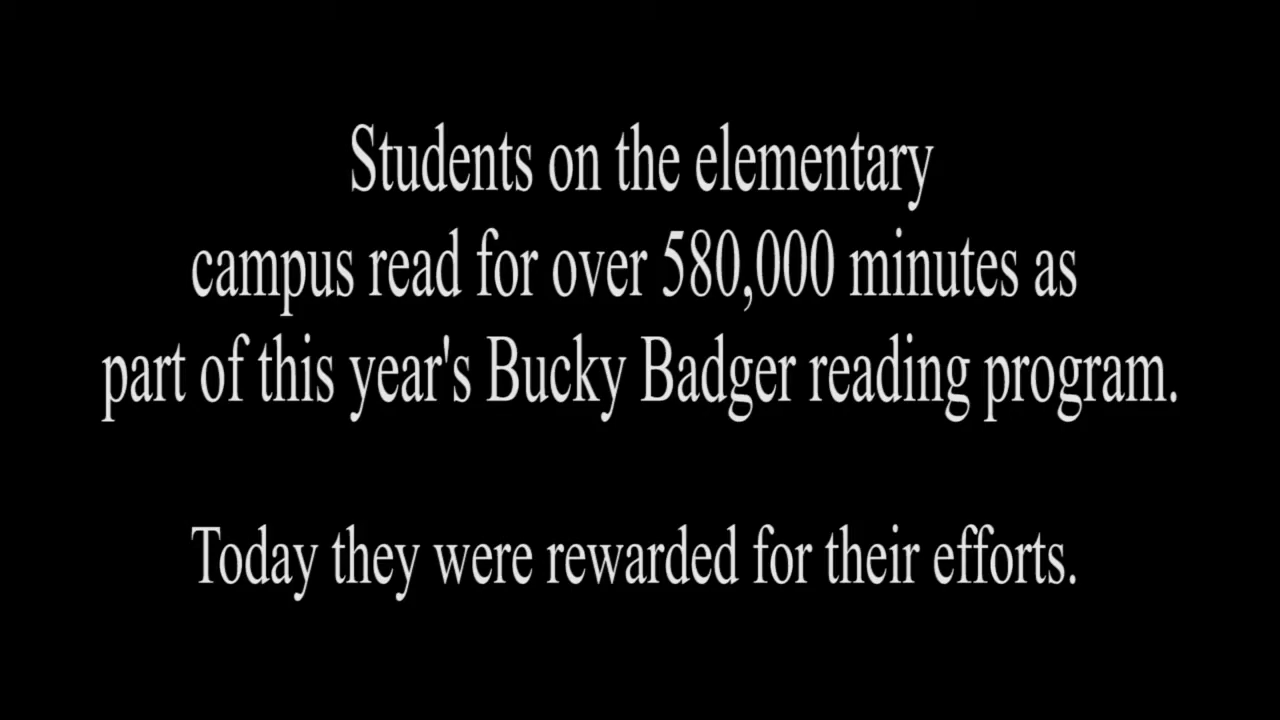 Students on the elementary
campus read for over 580,000 minutes as
part of this year's Bucky Badger reading program.
Today they were rewarded for their efforts.